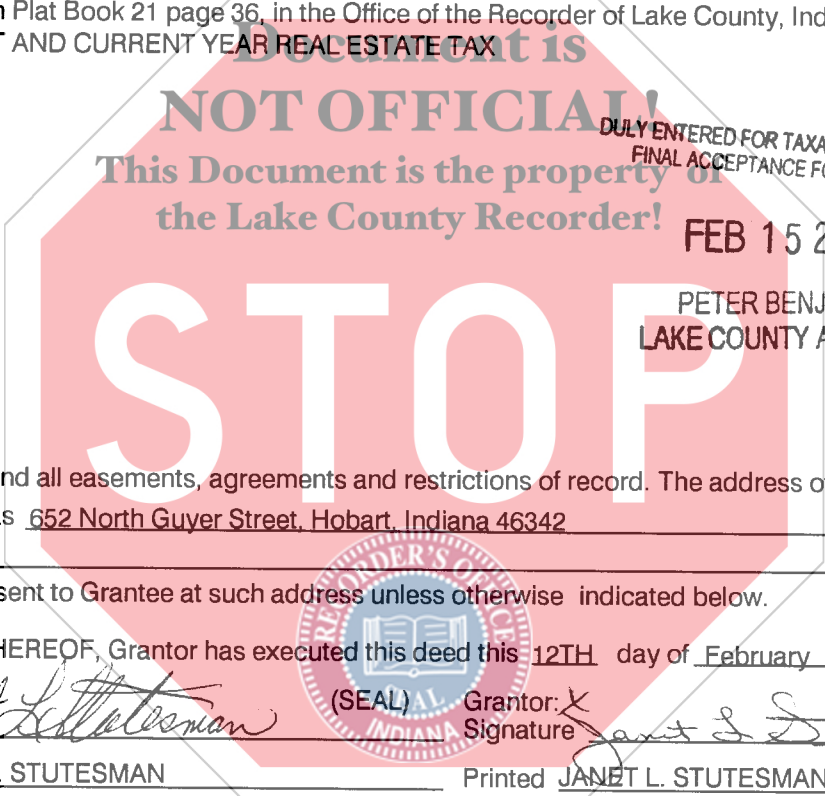 Plat Book 21 page 36, in the Office of the Recorder of Lake County, Ind
AND CURRENT YEAR REAL ESTATE TAX
Document is
NOT OFFICIAL!
This Document is the property of
the Lake County Recorder!
DULY ENTERED FOR TAXA
FINAL ACCEPTANCE FO
FEB 15 2
PETER BENJ
LAKE COUNTY A
STOP
nd all easements, agreements and restrictions of record. The address o
s 652 North Guyer Street, Hobart, Indiana 46342
RECORDER'S OFFICE
SEAL
INDIANA
sent to Grantee at such address unless otherwise indicated below.
HEREOF, Grantor has executed this deed this 12TH day of February
(SEAL) Grantor: X
L. Stutesman Signature Janet L S
. STUTESMAN Printed JANET L. STUTESMAN